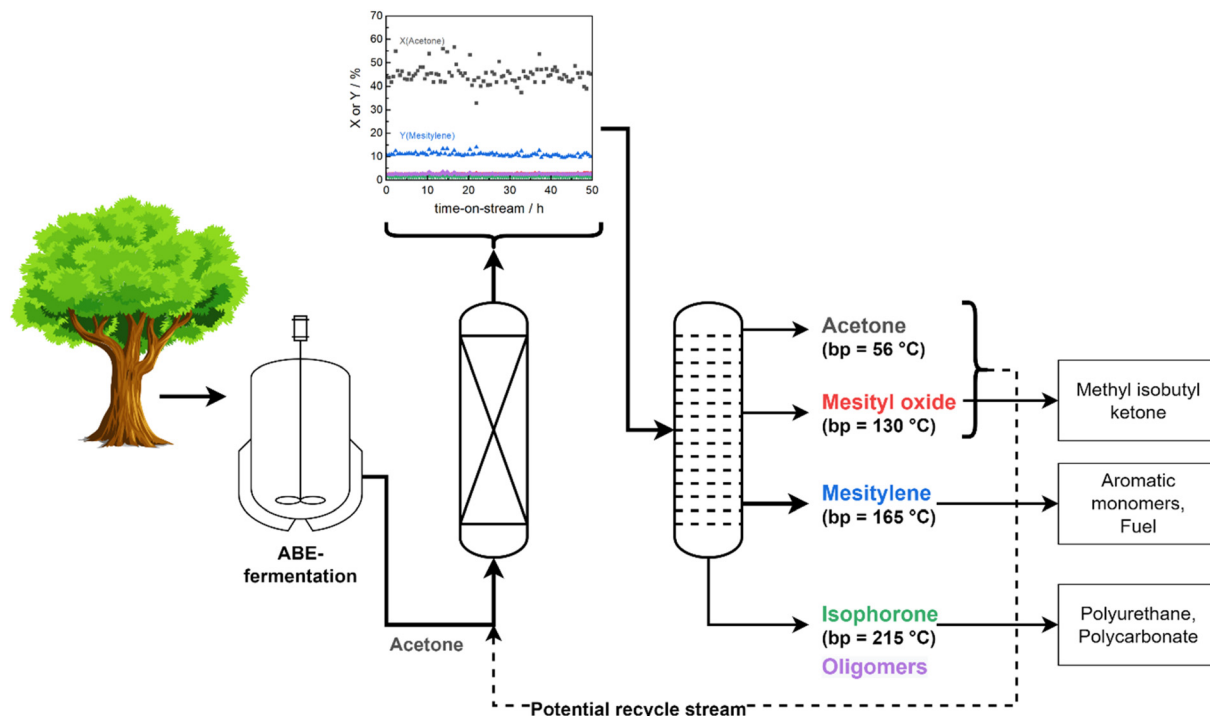 70
60
50
40
30
20
10
0
X or Y / %
X(Acetone)
Y(Mesitylene)
0 10 20 30 40 50
time-on-stream / h
ABE-
fermentation
Acetone
Acetone
(bp = 56 °C)
Mesityl oxide
(bp = 130 °C)
Mesitylene
(bp = 165 °C)
Isophorone
(bp = 215 °C)
Oligomers
Methyl isobutyl
ketone
Aromatic
monomers,
Fuel
Polyurethane,
Polycarbonate
Potential recycle stream